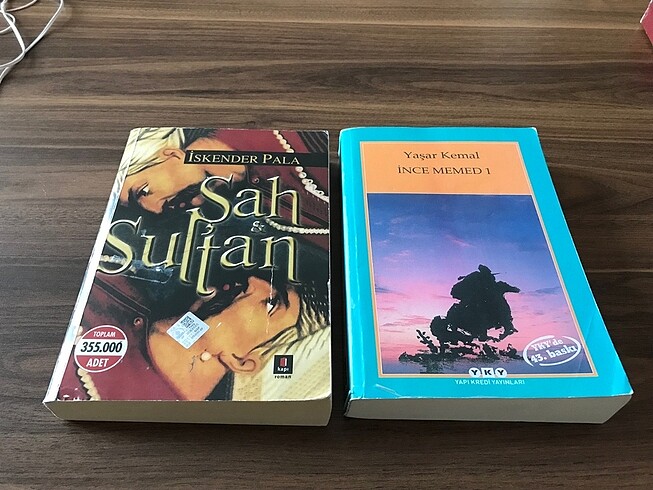 İSKENDER PALA
Şah
&
Sultan
TOPLAM
355.000
ADET
kapı
roman
Yaşar Kemal
İNCE MEMED 1
YKY'de
43. baskı
YKY
YAPI KREDİ YAYINLARI